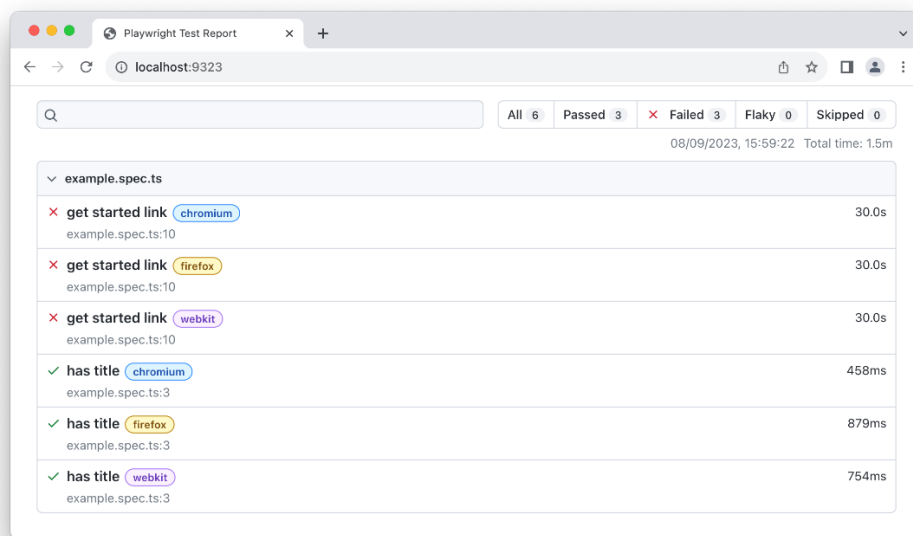 Playwright Test Report
localhost:9323
All 6 Passed 3 Failed 3 Flaky 0 Skipped 0
08/09/2023, 15:59:22 Total time: 1.5m
example.spec.ts
get started link chromium 30.0s
example.spec.ts:10
get started link firefox 30.0s
example.spec.ts:10
get started link webkit 30.0s
example.spec.ts:10
has title chromium 458ms
example.spec.ts:3
has title firefox 879ms
example.spec.ts:3
has title webkit 754ms
example.spec.ts:3